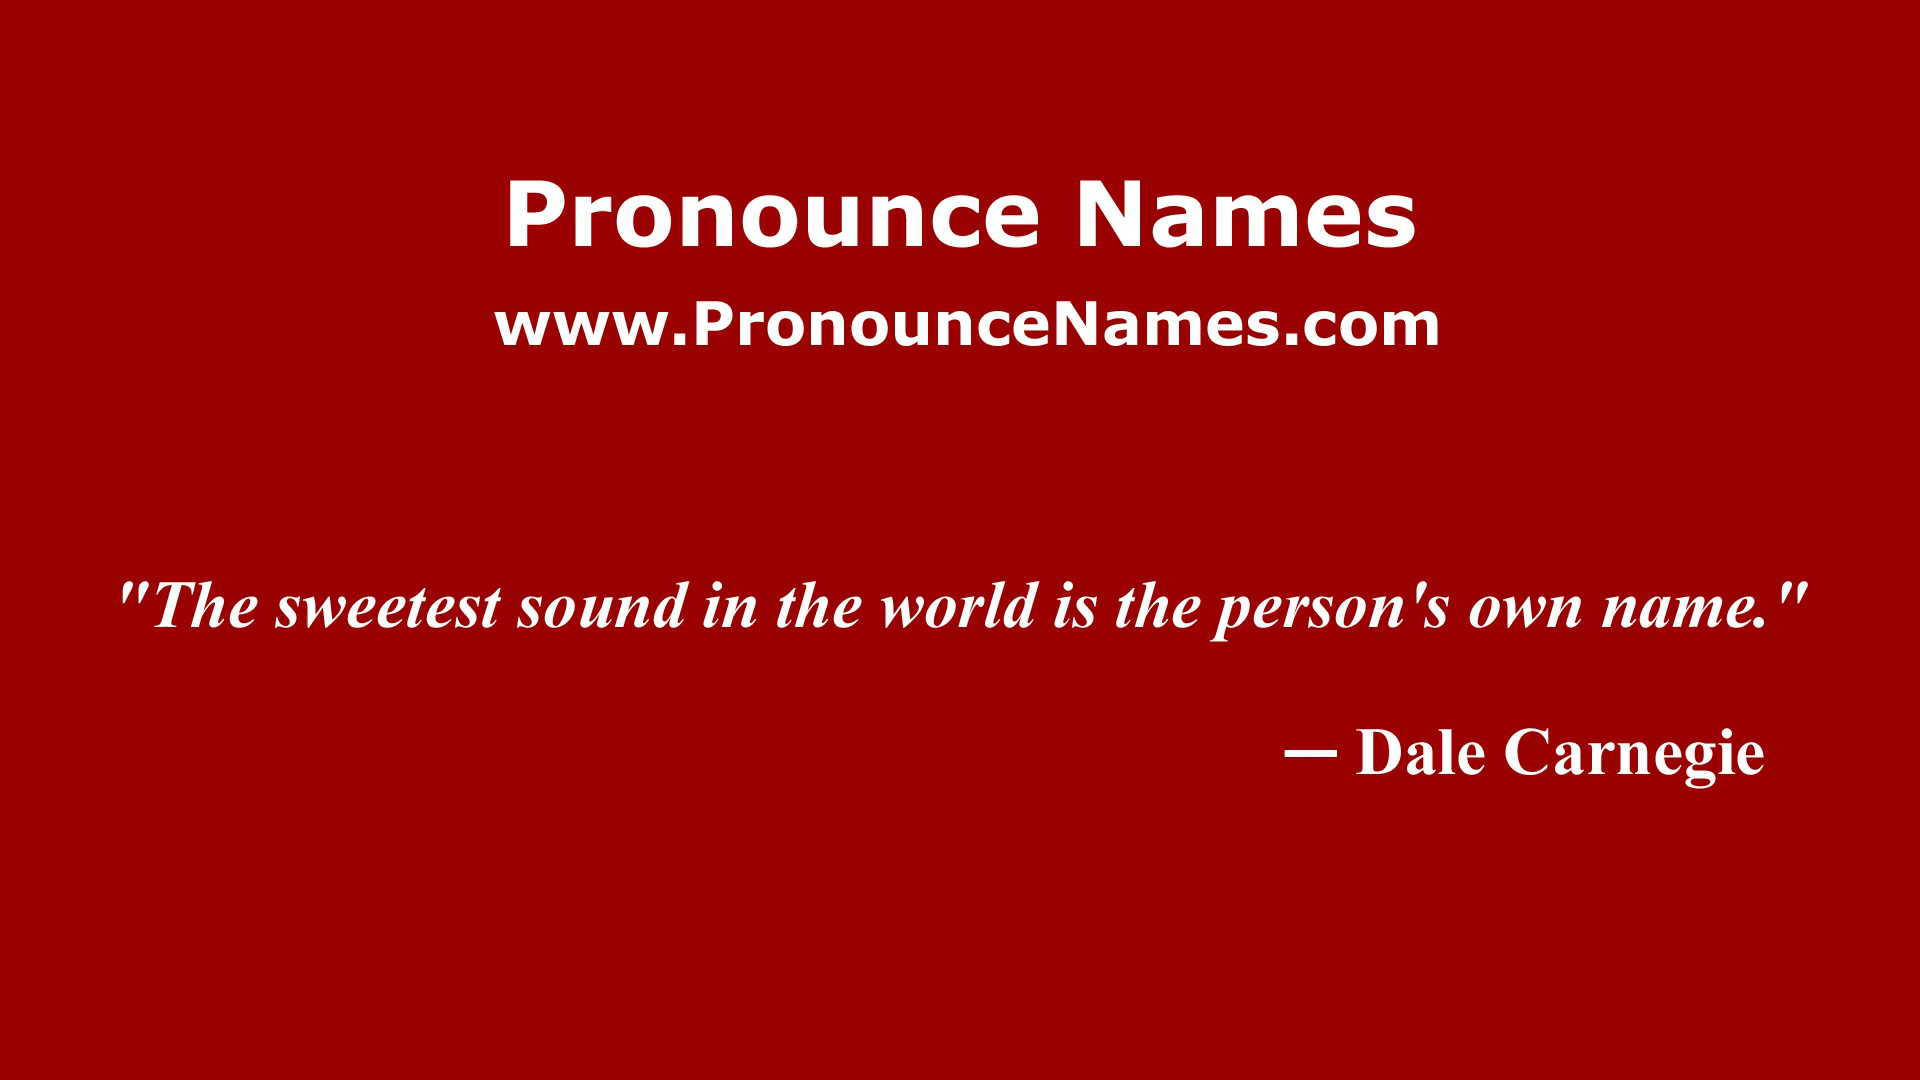 Pronounce Names
www.PronounceNames.com
"The sweetest sound in the world is the person's own name."
— Dale Carnegie